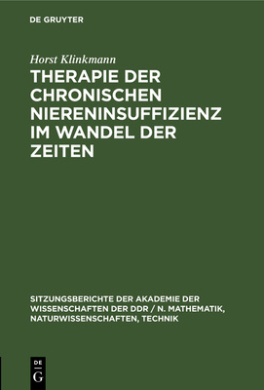 DE GRUYTER
Horst Klinkmann
THERAPIE DER
CHRONISCHEN
NIERENINSUFFIZIENZ
IM WANDEL DER
ZEITEN
SITZUNGSBERICHTE DER AKADEMIE DER
WISSENSCHAFTEN DER DDR / N. MATHEMATIK,
NATURWISSENSCHAFTEN, TECHNIK
DE
G